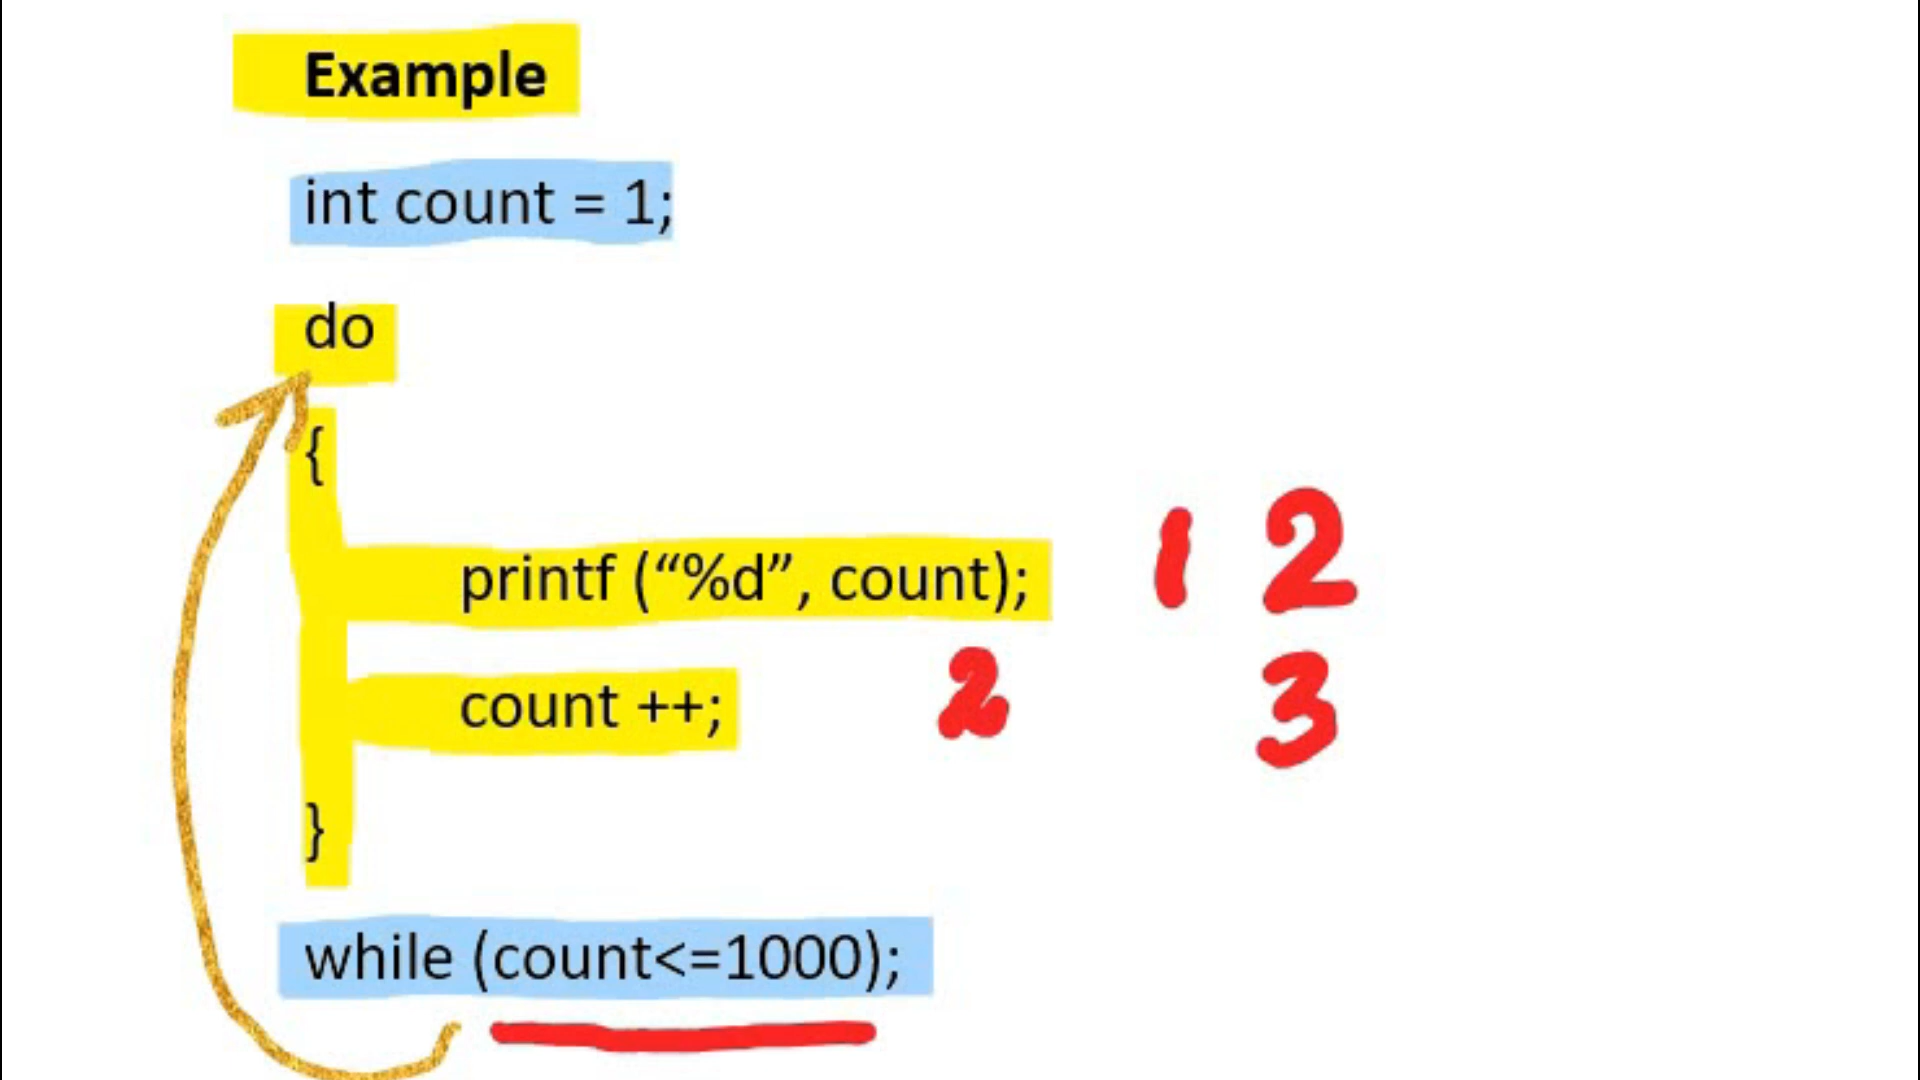 Example
int count = 1;
do
{
printf (“%d”, count); 1 2
count ++; 2 3
}
while (count<=1000);